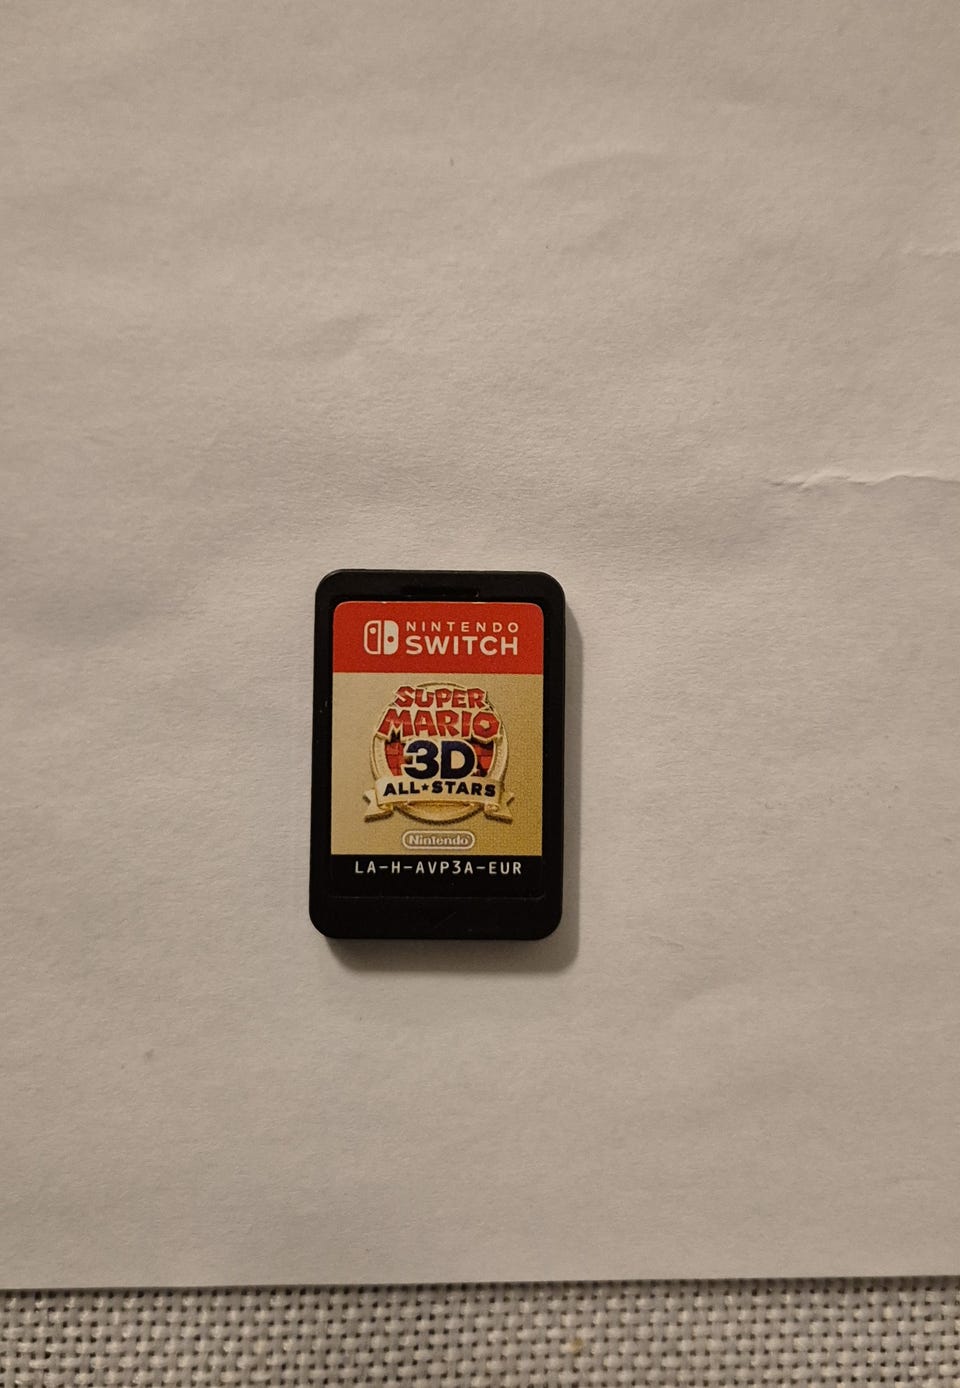 NINTENDO
SWITCH
SUPER
MARIO
3D
ALL★STARS
Nintendo
LA-H-AVP3A-EUR